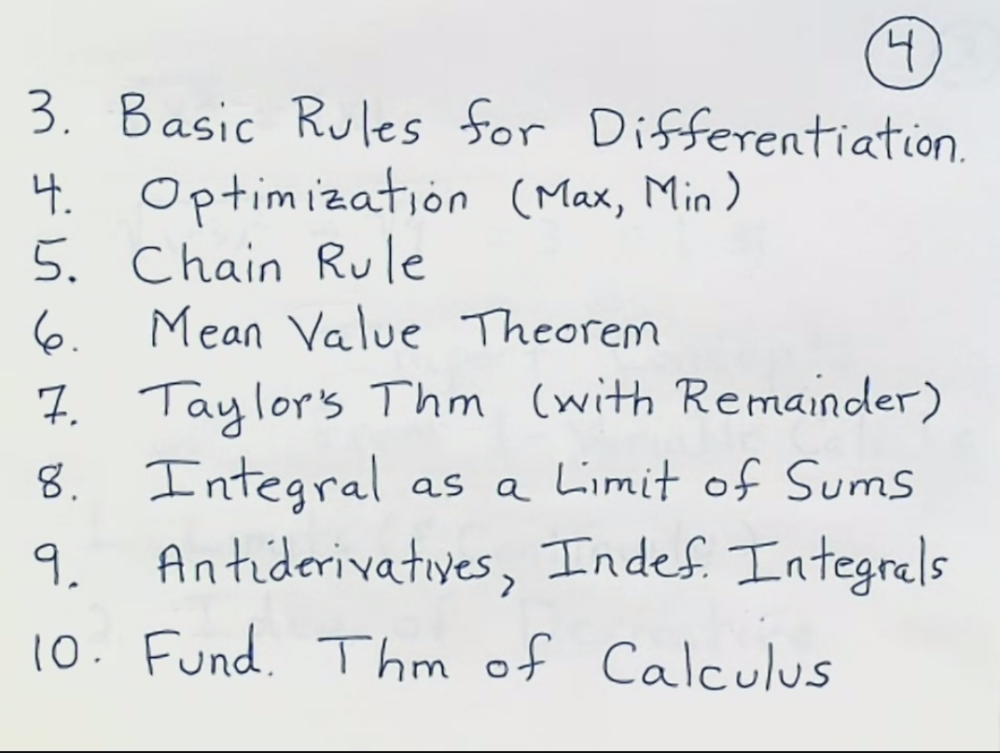 4
3. Basic Rules for Differentiation.
4. Optimization (Max, Min)
5. Chain Rule
6. Mean Value Theorem
7. Taylor's Thm (with Remainder)
8. Integral as a Limit of Sums
9. Antiderivatives, Indef. Integrals
10. Fund. Thm of Calculus